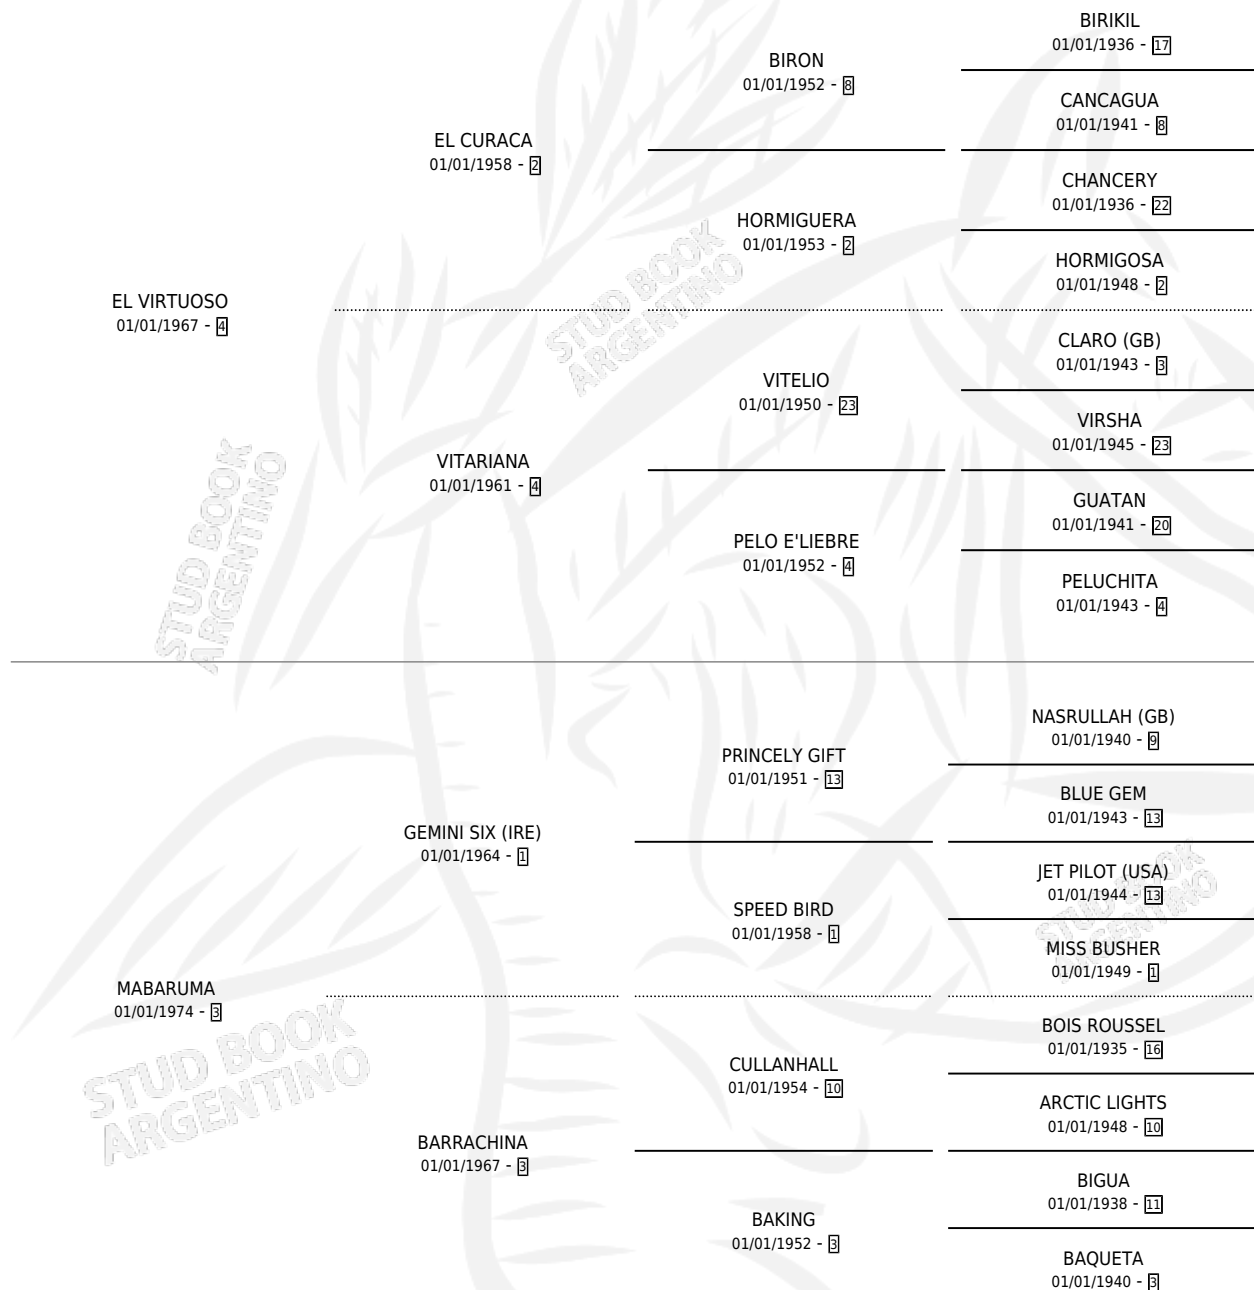 BIRIKIL
01/01/1936 - 17
BIRON
01/01/1952 - 8
CANCAGUA
01/01/1941 - 8
EL CURACA
01/01/1958 - 2
CHANCERY
01/01/1936 - 22
HORMIGUERA
01/01/1953 - 2
HORMIGOSA
01/01/1948 - 2
EL VIRTUOSO
01/01/1967 - 4
CLARO (GB)
01/01/1943 - 3
VITELIO
01/01/1950 - 23
VIRSHA
01/01/1945 - 23
VITARIANA
01/01/1961 - 4
GUATAN
01/01/1941 - 20
PELO E'LIEBRE
01/01/1952 - 4
PELUCHITA
01/01/1943 - 4
NASRULLAH (GB)
01/01/1940 - 9
PRINCELY GIFT
01/01/1951 - 13
BLUE GEM
01/01/1943 - 13
GEMINI SIX (IRE)
01/01/1964 - 1
JET PILOT (USA)
01/01/1944 - 13
SPEED BIRD
01/01/1958 - 1
MISS BUSHER
01/01/1949 - 1
MABARUMA
01/01/1974 - 3
BOIS ROUSSEL
01/01/1935 - 16
CULLANHALL
01/01/1954 - 10
ARCTIC LIGHTS
01/01/1948 - 10
BARRACHINA
01/01/1967 - 3
BIGUA
01/01/1938 - 11
BAKING
01/01/1952 - 3
BAQUETA
01/01/1940 - 3
STUD BOOK
ARGENTINO
STUD BOOK
ARGENTINO
STUD BOOK
ARGENTINO
STUD BOOK
ARGENTINO